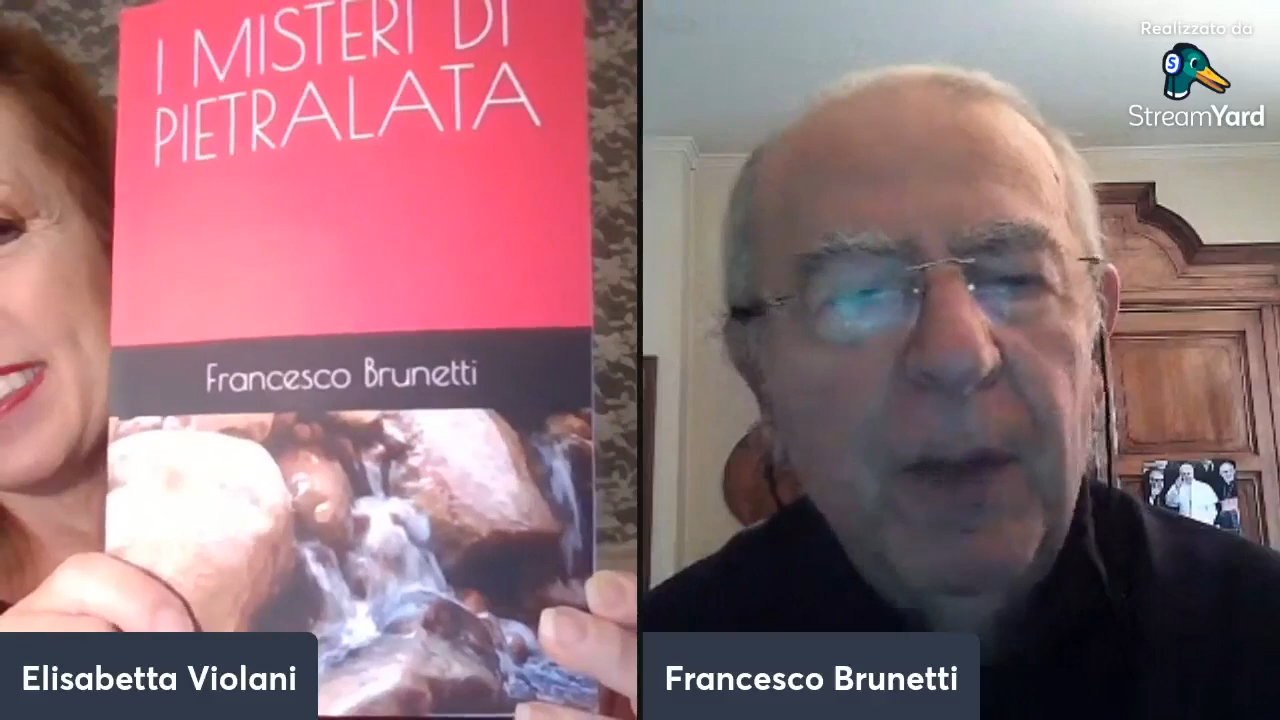 I MISTERI DI
PIETRALATA
Francesco Brunetti
Elisabetta Violani
Realizzato da
S
StreamYard
Francesco Brunetti